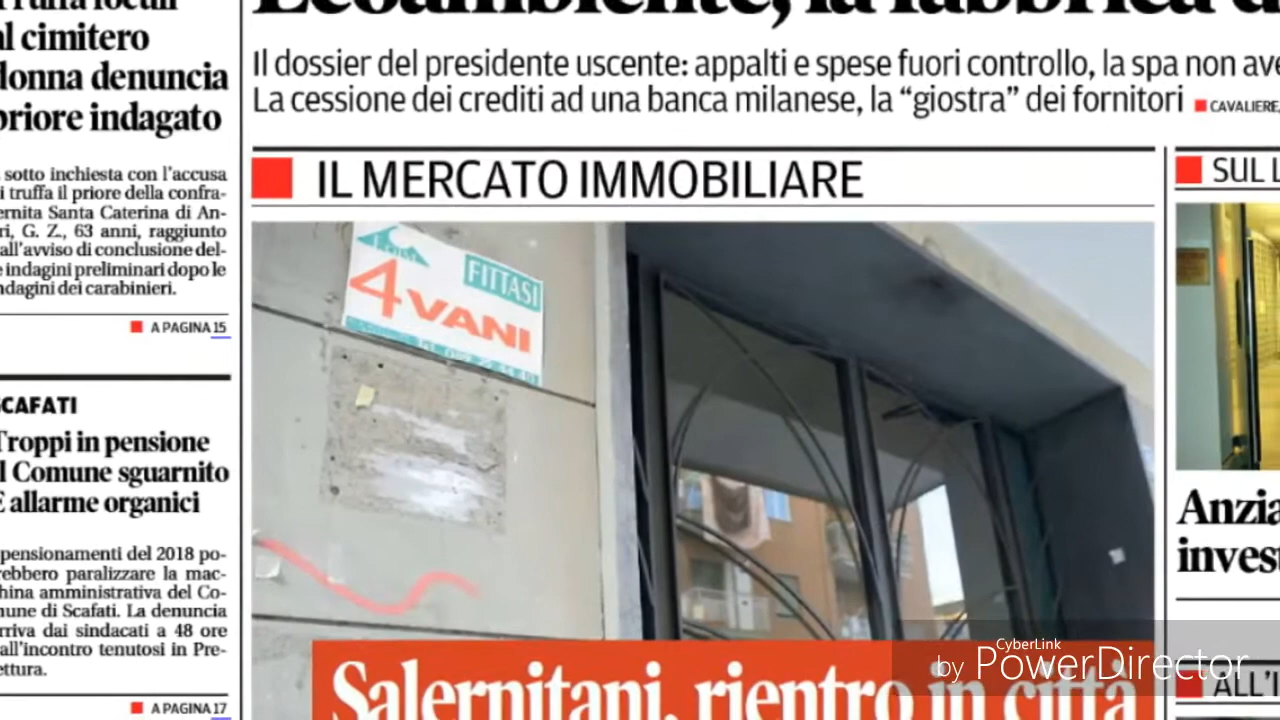 al cimitero
donna denuncia
priore indagato
sotto inchiesta con l'accusa
i truffa il priore della confra-
ernita Santa Caterina di An-
ri, G. Z., 63 anni, raggiunto
all'avviso di conclusione del-
e indagini preliminari dopo le
ndagini dei carabinieri.
A PAGINA 15
SCAFATI
Troppi in pensione
l Comune sguarnito
È allarme organici
pensionamenti del 2018 po-
rebbero paralizzare la mac-
hina amministrativa del Co-
mune di Scafati. La denuncia
rriva dai sindacati a 48 ore
all'incontro tenutosi in Pre-
ettura.
A PAGINA 17
Ecoambiente, la fabbrica d
Il dossier del presidente uscente: appalti e spese fuori controllo, la spa non ave
La cessione dei crediti ad una banca milanese, la “giostra” dei fornitori CAVALIERE,
IL MERCATO IMMOBILIARE
FITTASI
4 VANI
Salernitani, rientro in città
SUL L
Anzia
invest
ALL'I
CyberLink
by PowerDirector